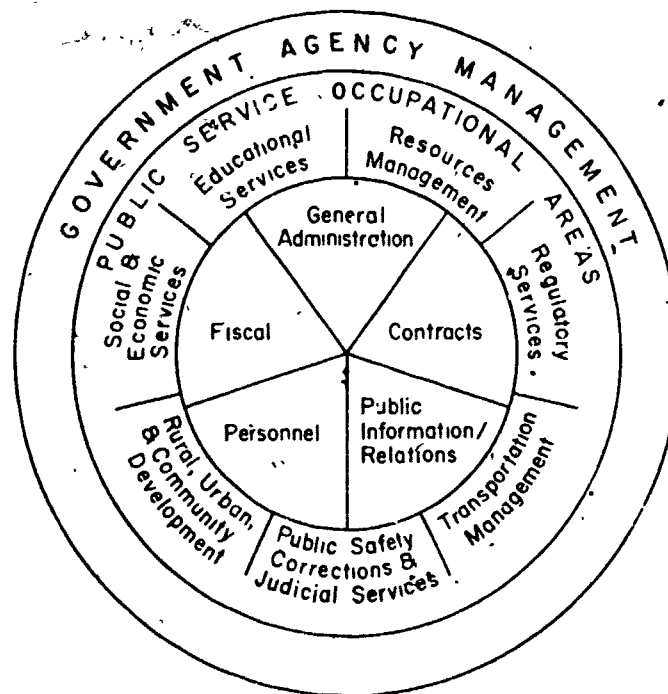 GOVERNMENT AGENCY MANAGEMENT
PUBLIC SERVICE OCCUPATIONAL AREAS
Educational
Services
Resources
Management
Regulatory
Services
Transportation
Management
Public Safety
Corrections &
Judicial Services
Rural, Urban,
& Community
Development
Social &
Economic
Services
General
Administration
Contracts
Public
Information/
Relations
Personnel
Fiscal